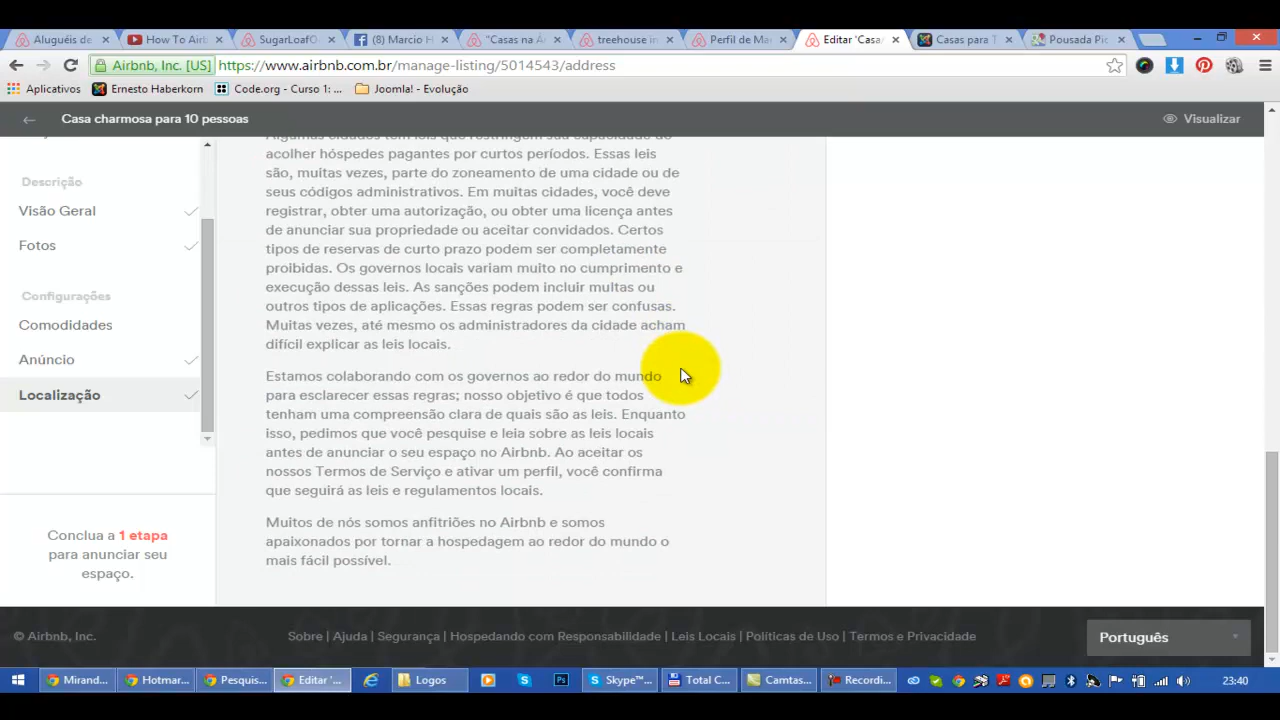 Aluguéis de
How To Airb
SugarLoafO
(8) Marcio H
"Casas na Á
treehouse in
Perfil de Ma
Editar 'Casa
Casas para T
Pousada Pic
Airbnb, Inc. [US]
https://www.airbnb.com.br/manage-listing/5014543/address
Aplicativos
Ernesto Haberkorn
Code.org - Curso 1: ...
Joomla! - Evolução
Casa charmosa para 10 pessoas
Visualizar
Descrição
Visão Geral
Fotos
Configurações
Comodidades
Anúncio
Localização
Conclua a 1 etapa
para anunciar seu
espaço.
Algumas cidades têm leis que restringem sua capacidade de
acolher hóspedes pagantes por curtos períodos. Essas leis
são, muitas vezes, parte do zoneamento de uma cidade ou de
seus códigos administrativos. Em muitas cidades, você deve
registrar, obter uma autorização, ou obter uma licença antes
de anunciar sua propriedade ou aceitar convidados. Certos
tipos de reservas de curto prazo podem ser completamente
proibidas. Os governos locais variam muito no cumprimento e
execução dessas leis. As sanções podem incluir multas ou
outros tipos de aplicações. Essas regras podem ser confusas.
Muitas vezes, até mesmo os administradores da cidade acham
difícil explicar as leis locais.
Estamos colaborando com os governos ao redor do mundo
para esclarecer essas regras; nosso objetivo é que todos
tenham uma compreensão clara de quais são as leis. Enquanto
isso, pedimos que você pesquise e leia sobre as leis locais
antes de anunciar o seu espaço no Airbnb. Ao aceitar os
nossos Termos de Serviço e ativar um perfil, você confirma
que seguirá as leis e regulamentos locais.
Muitos de nós somos anfitriões no Airbnb e somos
apaixonados por tornar a hospedagem ao redor do mundo o
mais fácil possível.
© Airbnb, Inc.
Sobre | Ajuda | Segurança | Hospedando com Responsabilidade | Leis Locais | Políticas de Uso | Termos e Privacidade
Português
Mirand...
Hotmar...
Pesquis...
Editar '...
Logos
Skype™...
Total C...
Camtas...
Recordi...
23:40